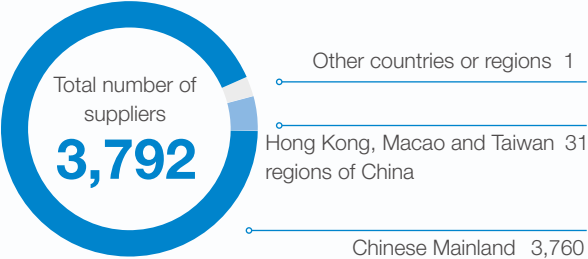 Total number of
suppliers
3,792
Other countries or regions 1
Hong Kong, Macao and Taiwan 31
regions of China
Chinese Mainland 3,760